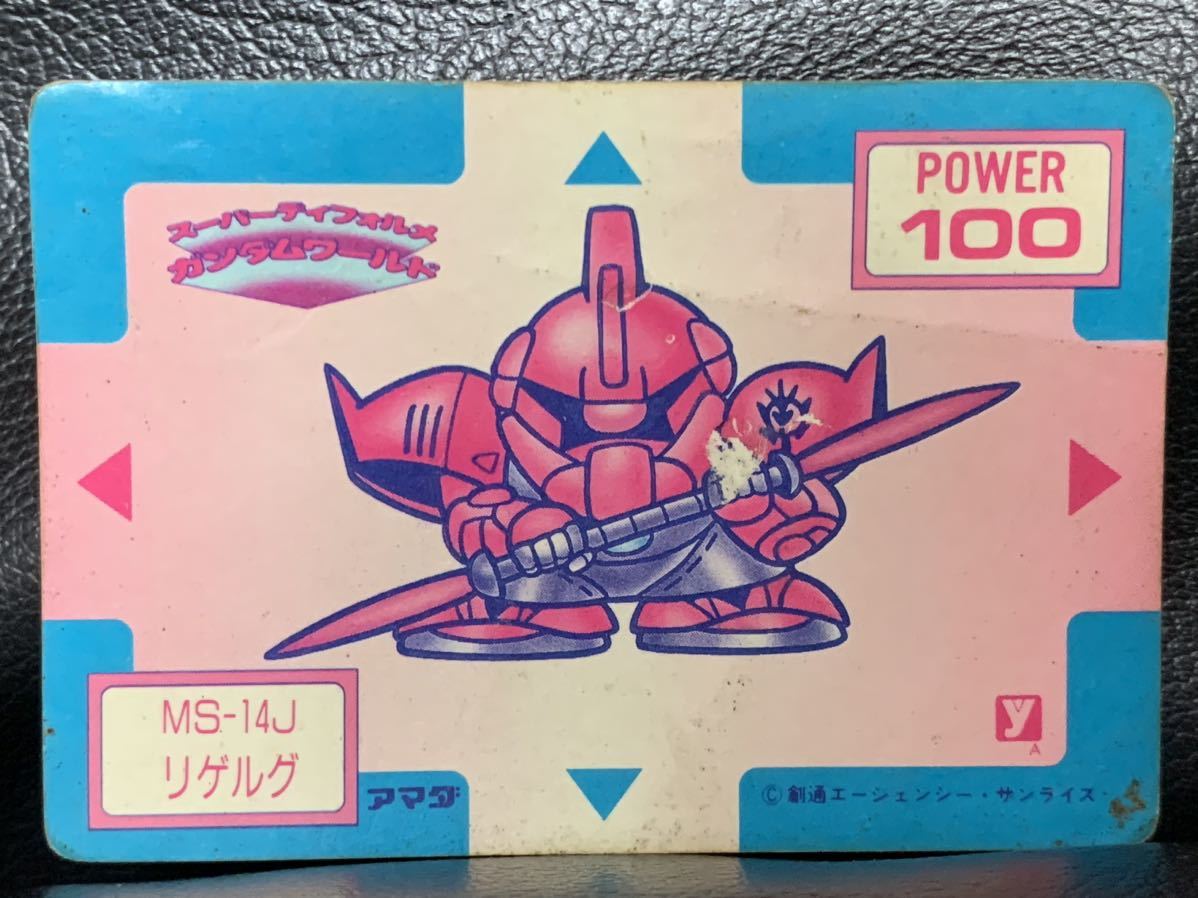 スーパーディフォルメ
ガンダムワールド
POWER
100
MS-14J
リゲルグ
アマダ
y
A
© 創通エージェンシー・サンライズ